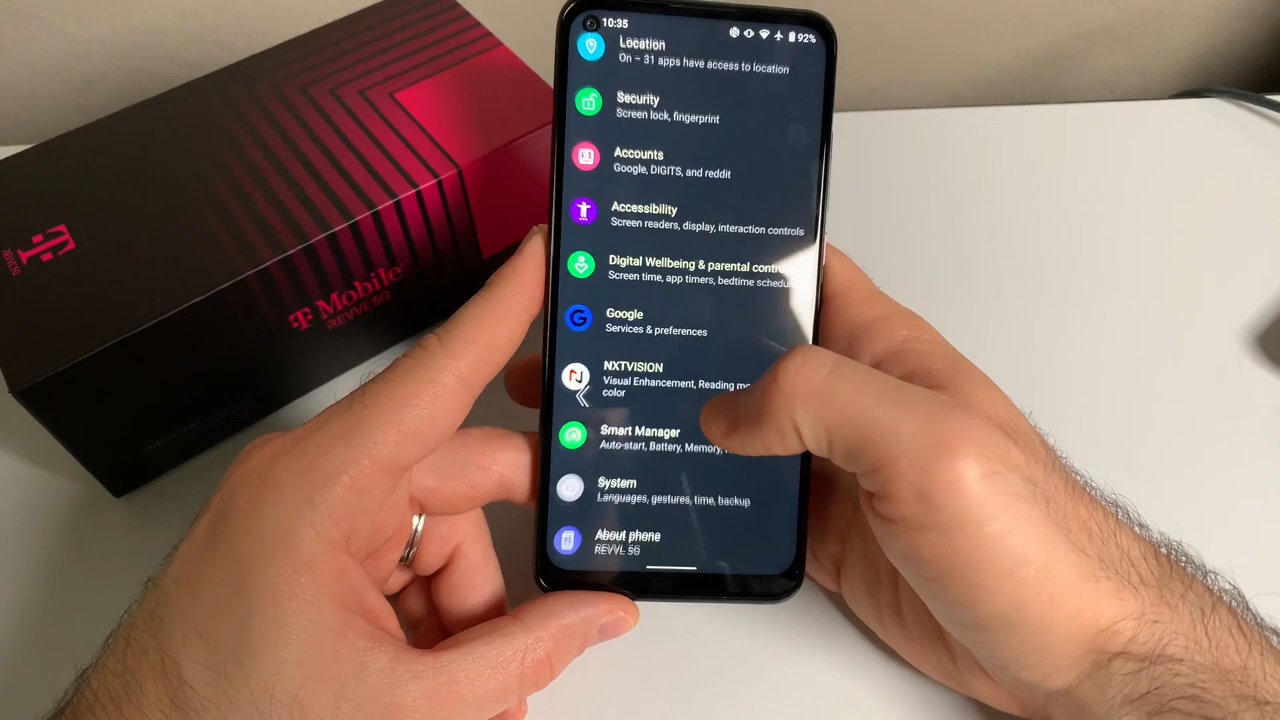 10:35
92%
Location
On – 31 apps have access to location
Security
Screen lock, fingerprint
Accounts
Google, DIGITS, and reddit
Accessibility
Screen readers, display, interaction controls
Digital Wellbeing & parental contr
Screen time, app timers, bedtime schedu
Google
Services & preferences
NXTVISION
Visual Enhancement, Reading mo
color
Smart Manager
Auto-start, Battery, Memory,
System
Languages, gestures, time, backup
About phone
REVVL 5G
T Mobile
REVVL 5G
T
REVVL 5G